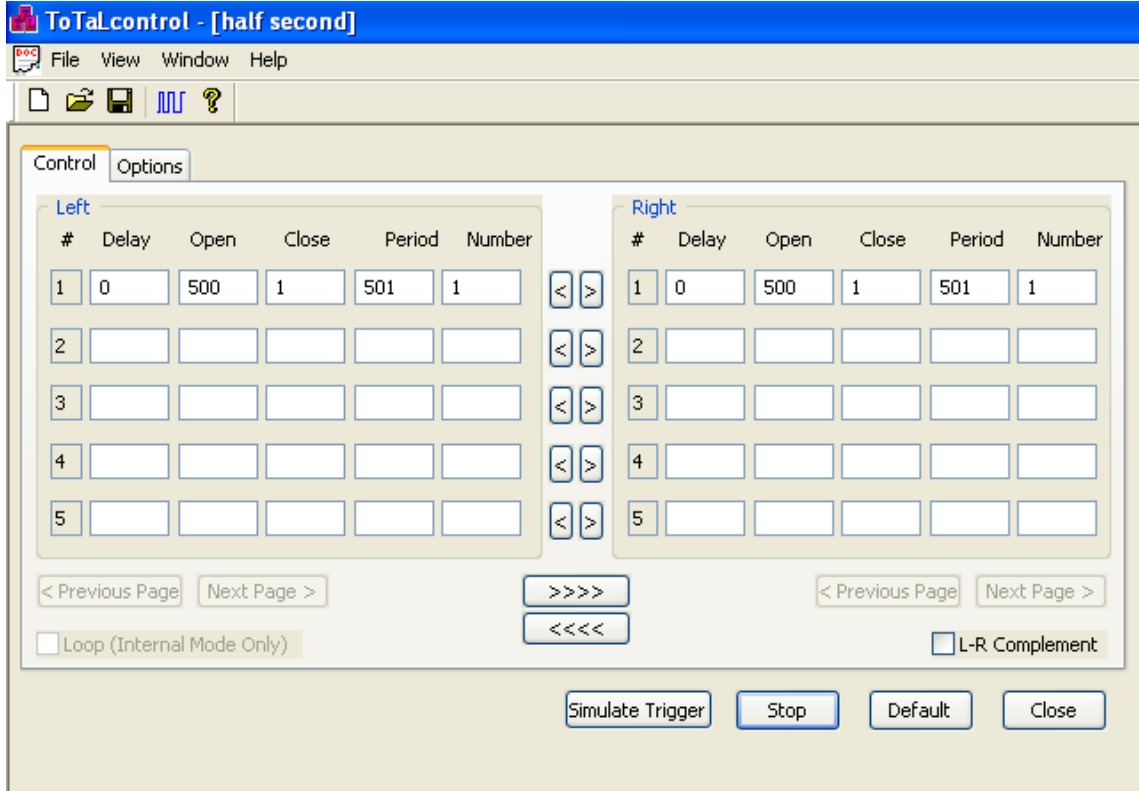 ToTaLcontrol - [half second]
DOC File View Window Help
Control Options
Left Right
# Delay Open Close Period Number # Delay Open Close Period Number
1 0 500 1 501 1 < > 1 0 500 1 501 1
2 < > 2
3 < > 3
4 < > 4
5 < > 5
< Previous Page Next Page > >>>> < Previous Page Next Page >
<<<<
Loop (Internal Mode Only) L-R Complement
Simulate Trigger Stop Default Close